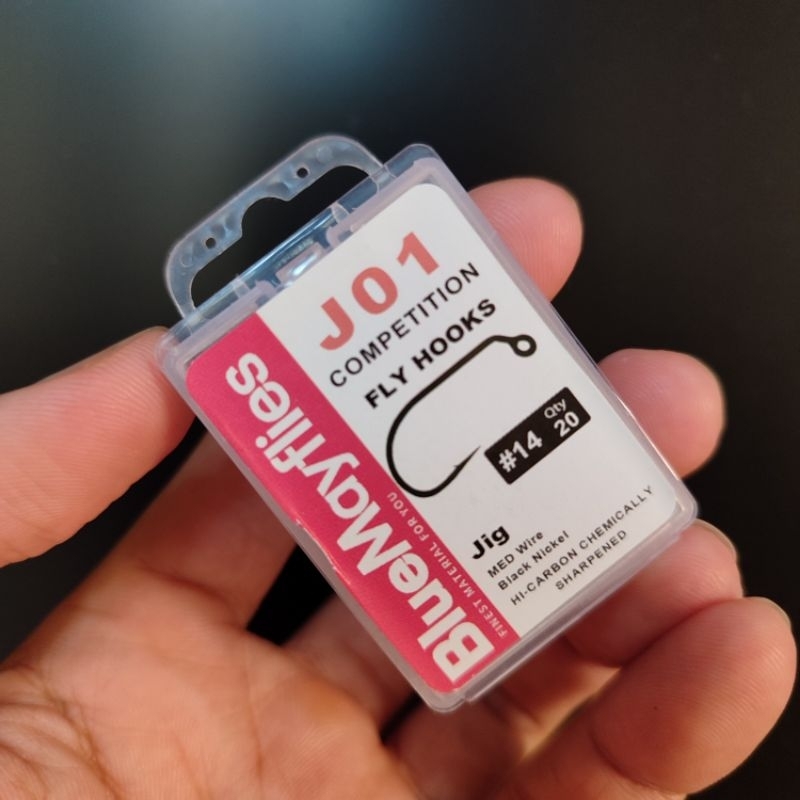 J01
COMPETITION
FLY HOOKS
#14
Qty
20
Jig
MED Wire
Black Nickel
HI-CARBON CHEMICALLY
SHARPENED
BlueMayflies
FINEST MATERIAL FOR YOU